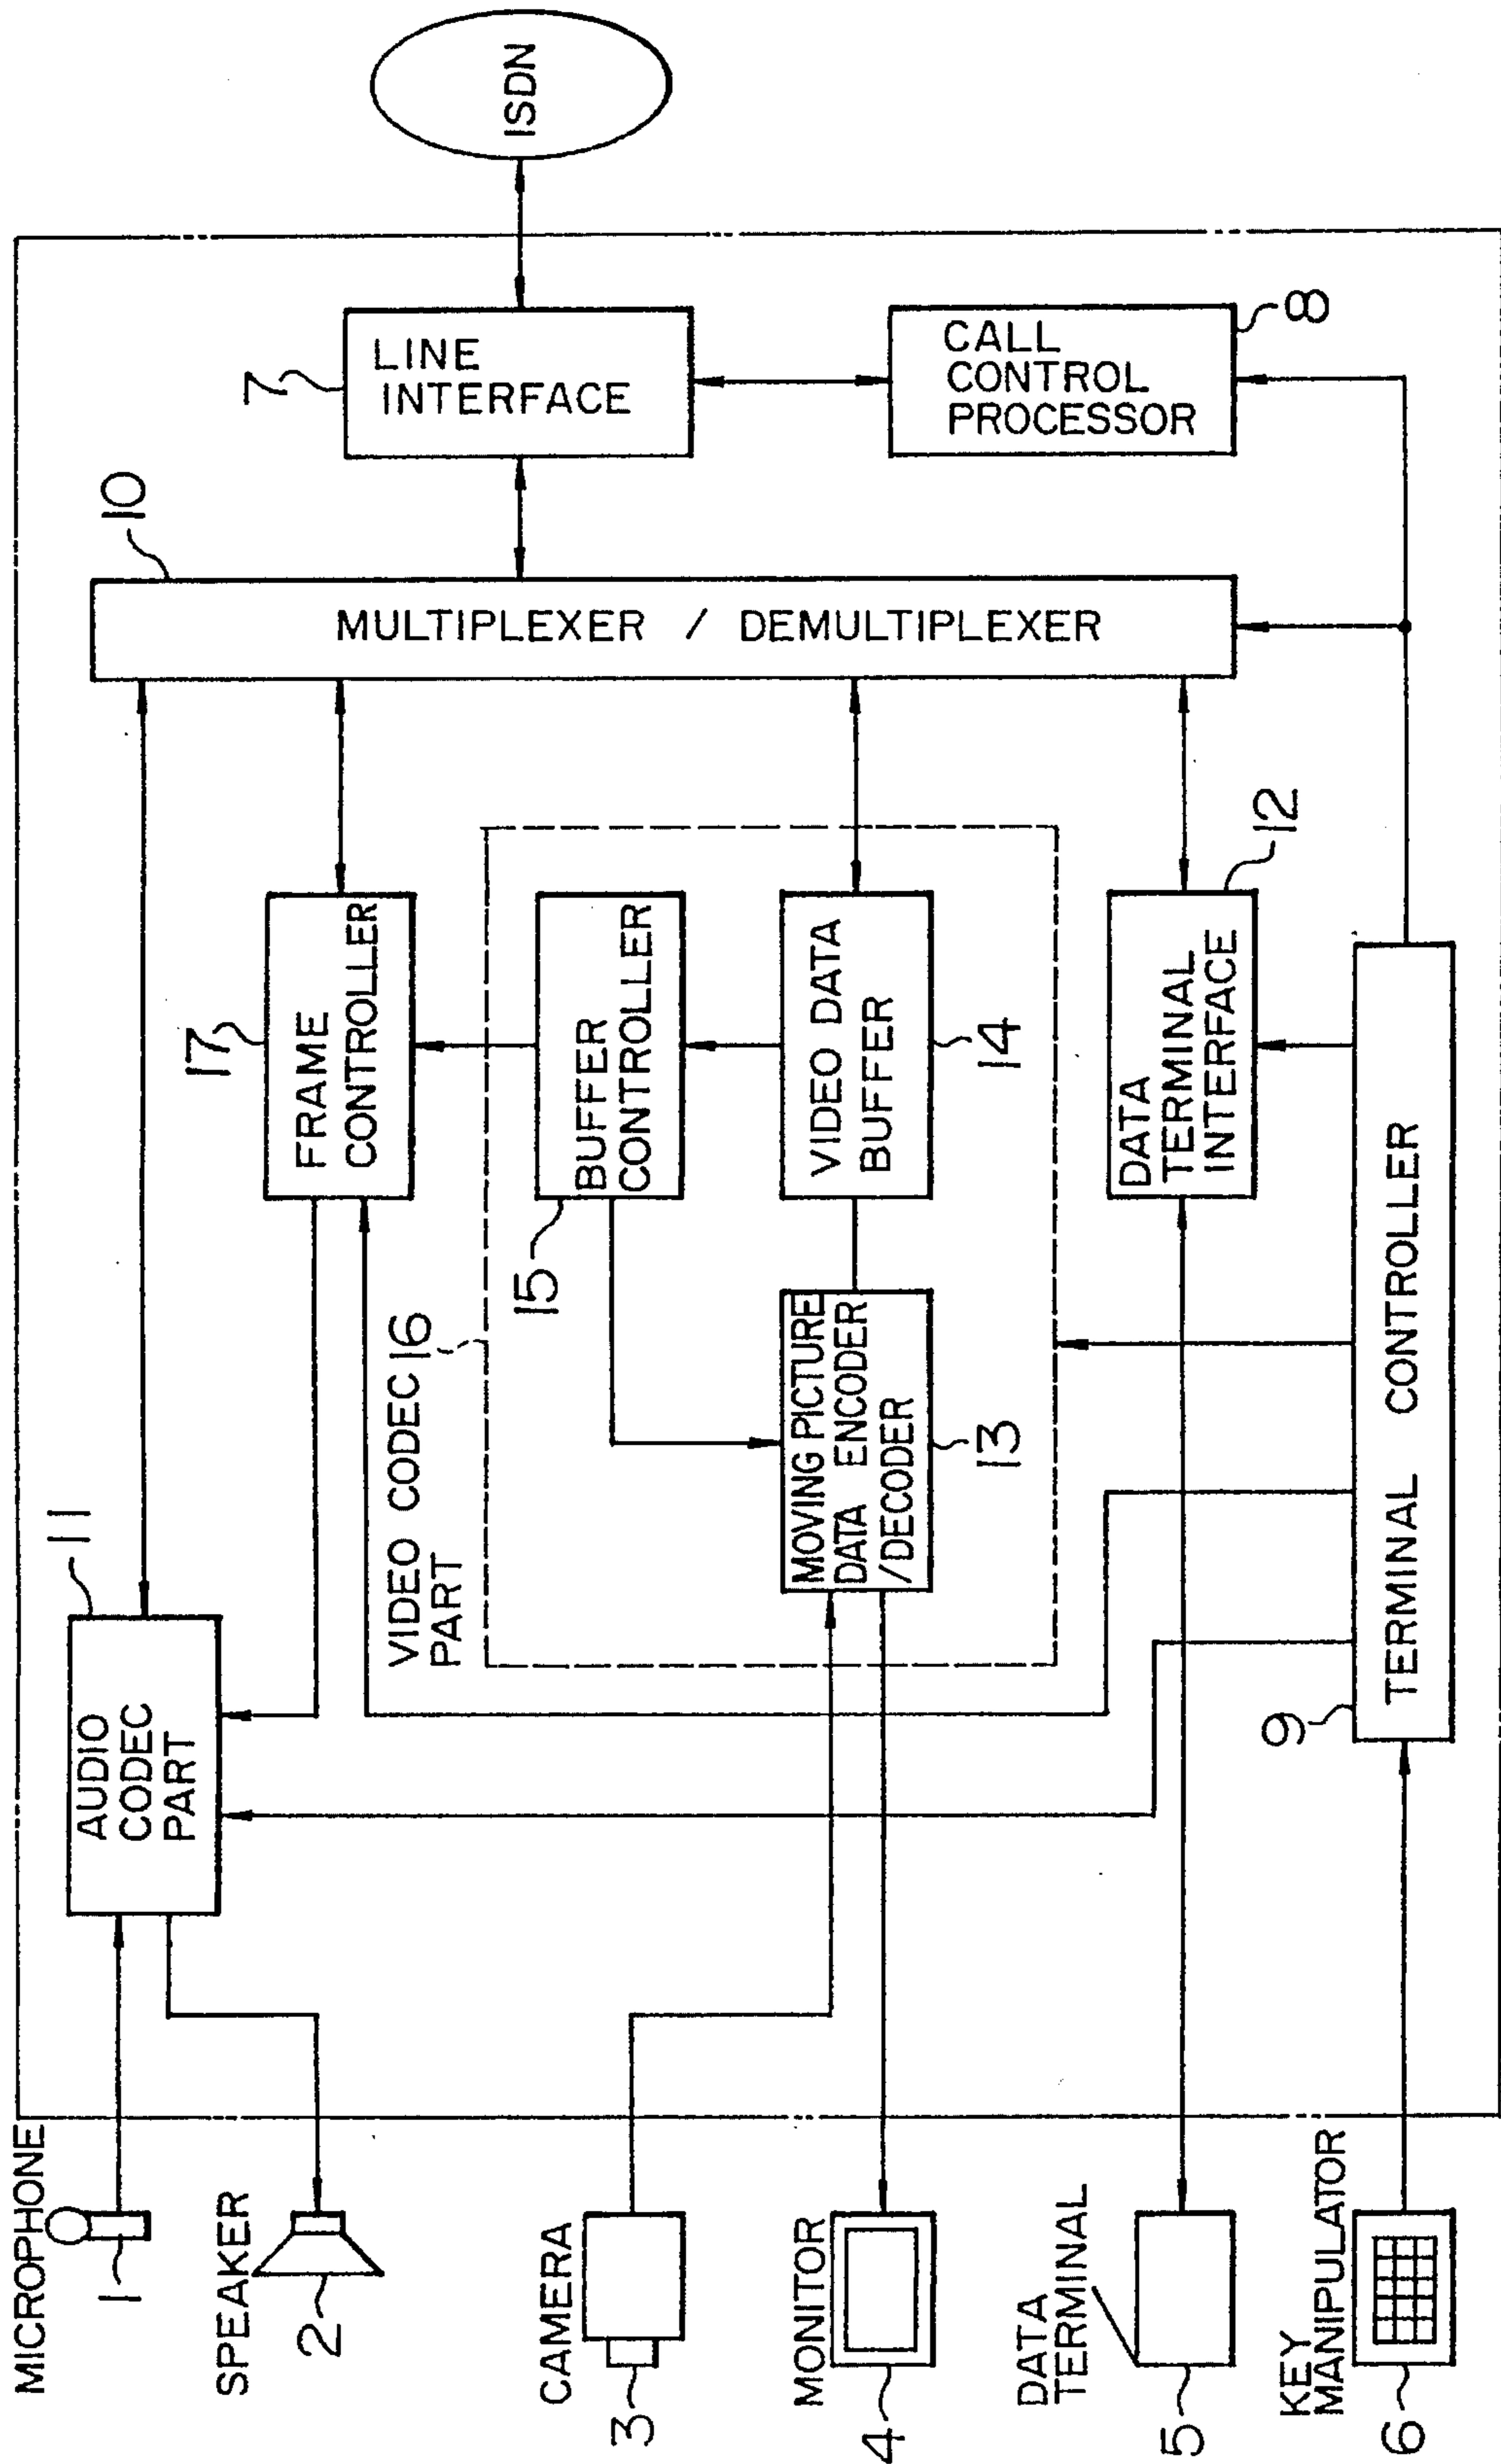 MICROPHONE
1
SPEAKER
2
CAMERA
3
MONITOR
4
DATA
TERMINAL
5
KEY
MANIPULATOR
6
AUDIO
CODEC
PART
11
VIDEO CODEC
PART
16
17
FRAME
CONTROLLER
15
BUFFER
CONTROLLER
MOVING PICTURE
DATA ENCODER
/DECODER
13
VIDEO DATA
BUFFER
14
DATA
TERMINAL
INTERFACE
12
9
TERMINAL CONTROLLER
10
MULTIPLEXER / DEMULTIPLEXER
7
LINE
INTERFACE
CALL
CONTROL
PROCESSOR
8
ISDN